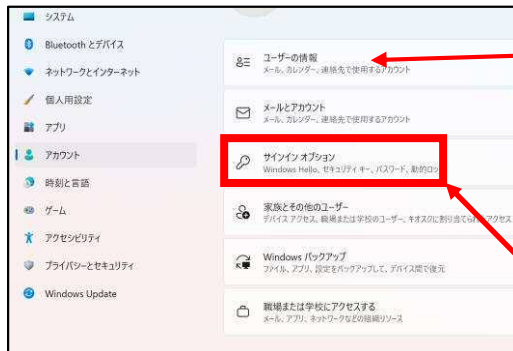 システム
Bluetooth とデバイス
ネットワークとインターネット
個人用設定
アプリ
アカウント
時刻と言語
ゲーム
アクセシビリティ
プライバシーとセキュリティ
Windows Update
ユーザーの情報
メール、カレンダー、連絡先で使用するアカウント
メールとアカウント
メール、カレンダー、連絡先で使用するアカウント
サインイン オプション
Windows Hello、セキュリティ キー、パスワード、動的ロッ
家族とその他のユーザー
デバイス アクセス、職場または学校のユーザー、キオスクに割り当てられたアクセス
Windows バックアップ
ファイル、アプリ、設定をバックアップして、デバイス間で復元
職場または学校にアクセスする
メール、アプリ、ネットワークなどの組織リソース